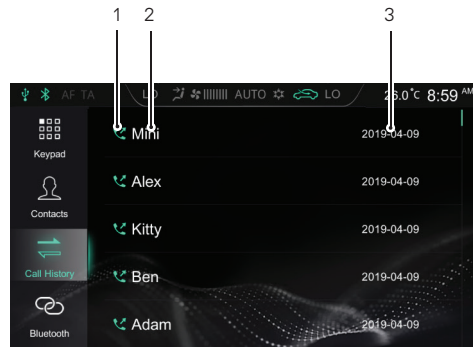 1 2 3
AF TA LO AUTO LO 26.0°C 8:59 AM
Keypad
Mini 2019-04-09
Contacts
Alex 2019-04-09
Kitty 2019-04-09
Call History
Ben 2019-04-09
Bluetooth
Adam 2019-04-09